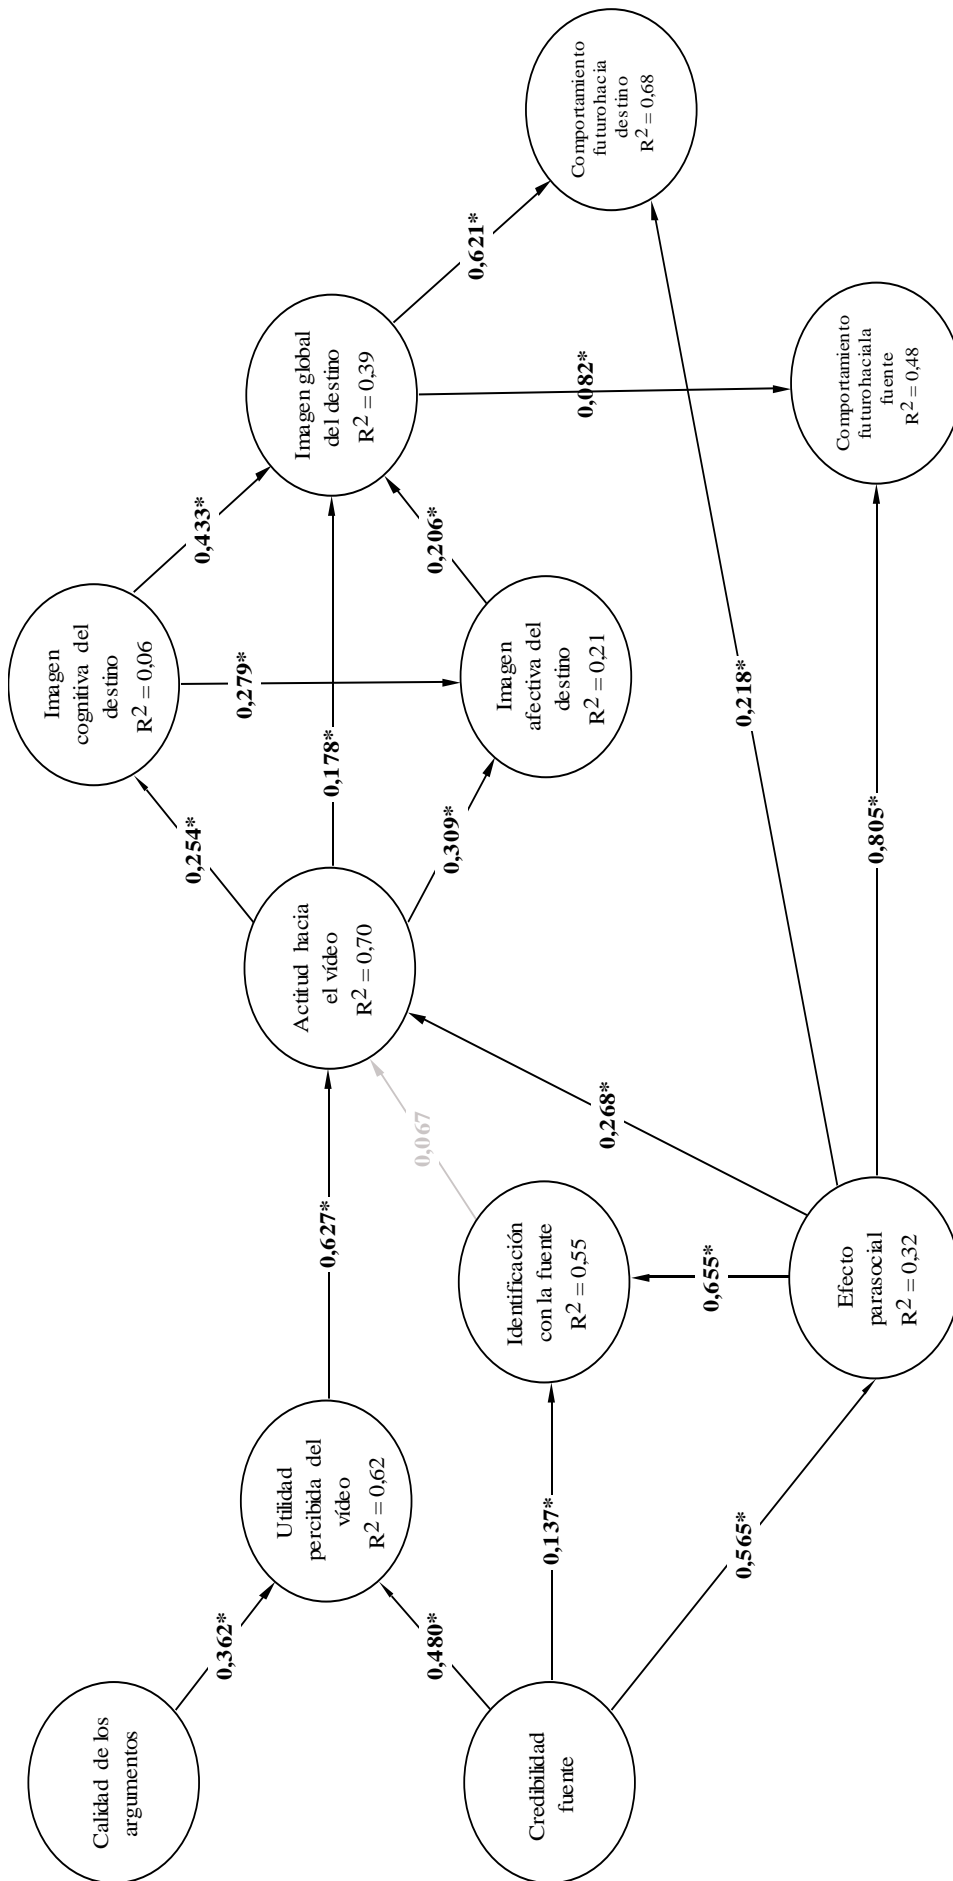 Calidad de los
argumentos
0,362*
Utilidad
percibida del
vídeo
R² = 0,62
0,480*
Credibilidad
fuente
0,137*
0,565*
0,627*
Identificación
con la fuente
R² = 0,55
0,067
0,655*
Efecto
parasocial
R² = 0,32
0,268*
Actitud hacia
el vídeo
R² = 0,70
0,254*
0,178*
0,309*
Imagen
cognitiva del
destino
R² = 0,06
0,279*
Imagen
afectiva del
destino
R² = 0,21
0,218*
0,805*
0,433*
0,206*
Imagen global
del destino
R² = 0,39
0,082*
0,621*
Comportamiento
futurohaciala
fuente
R² = 0,48
Comportamiento
futurohacia
destino
R² = 0,68